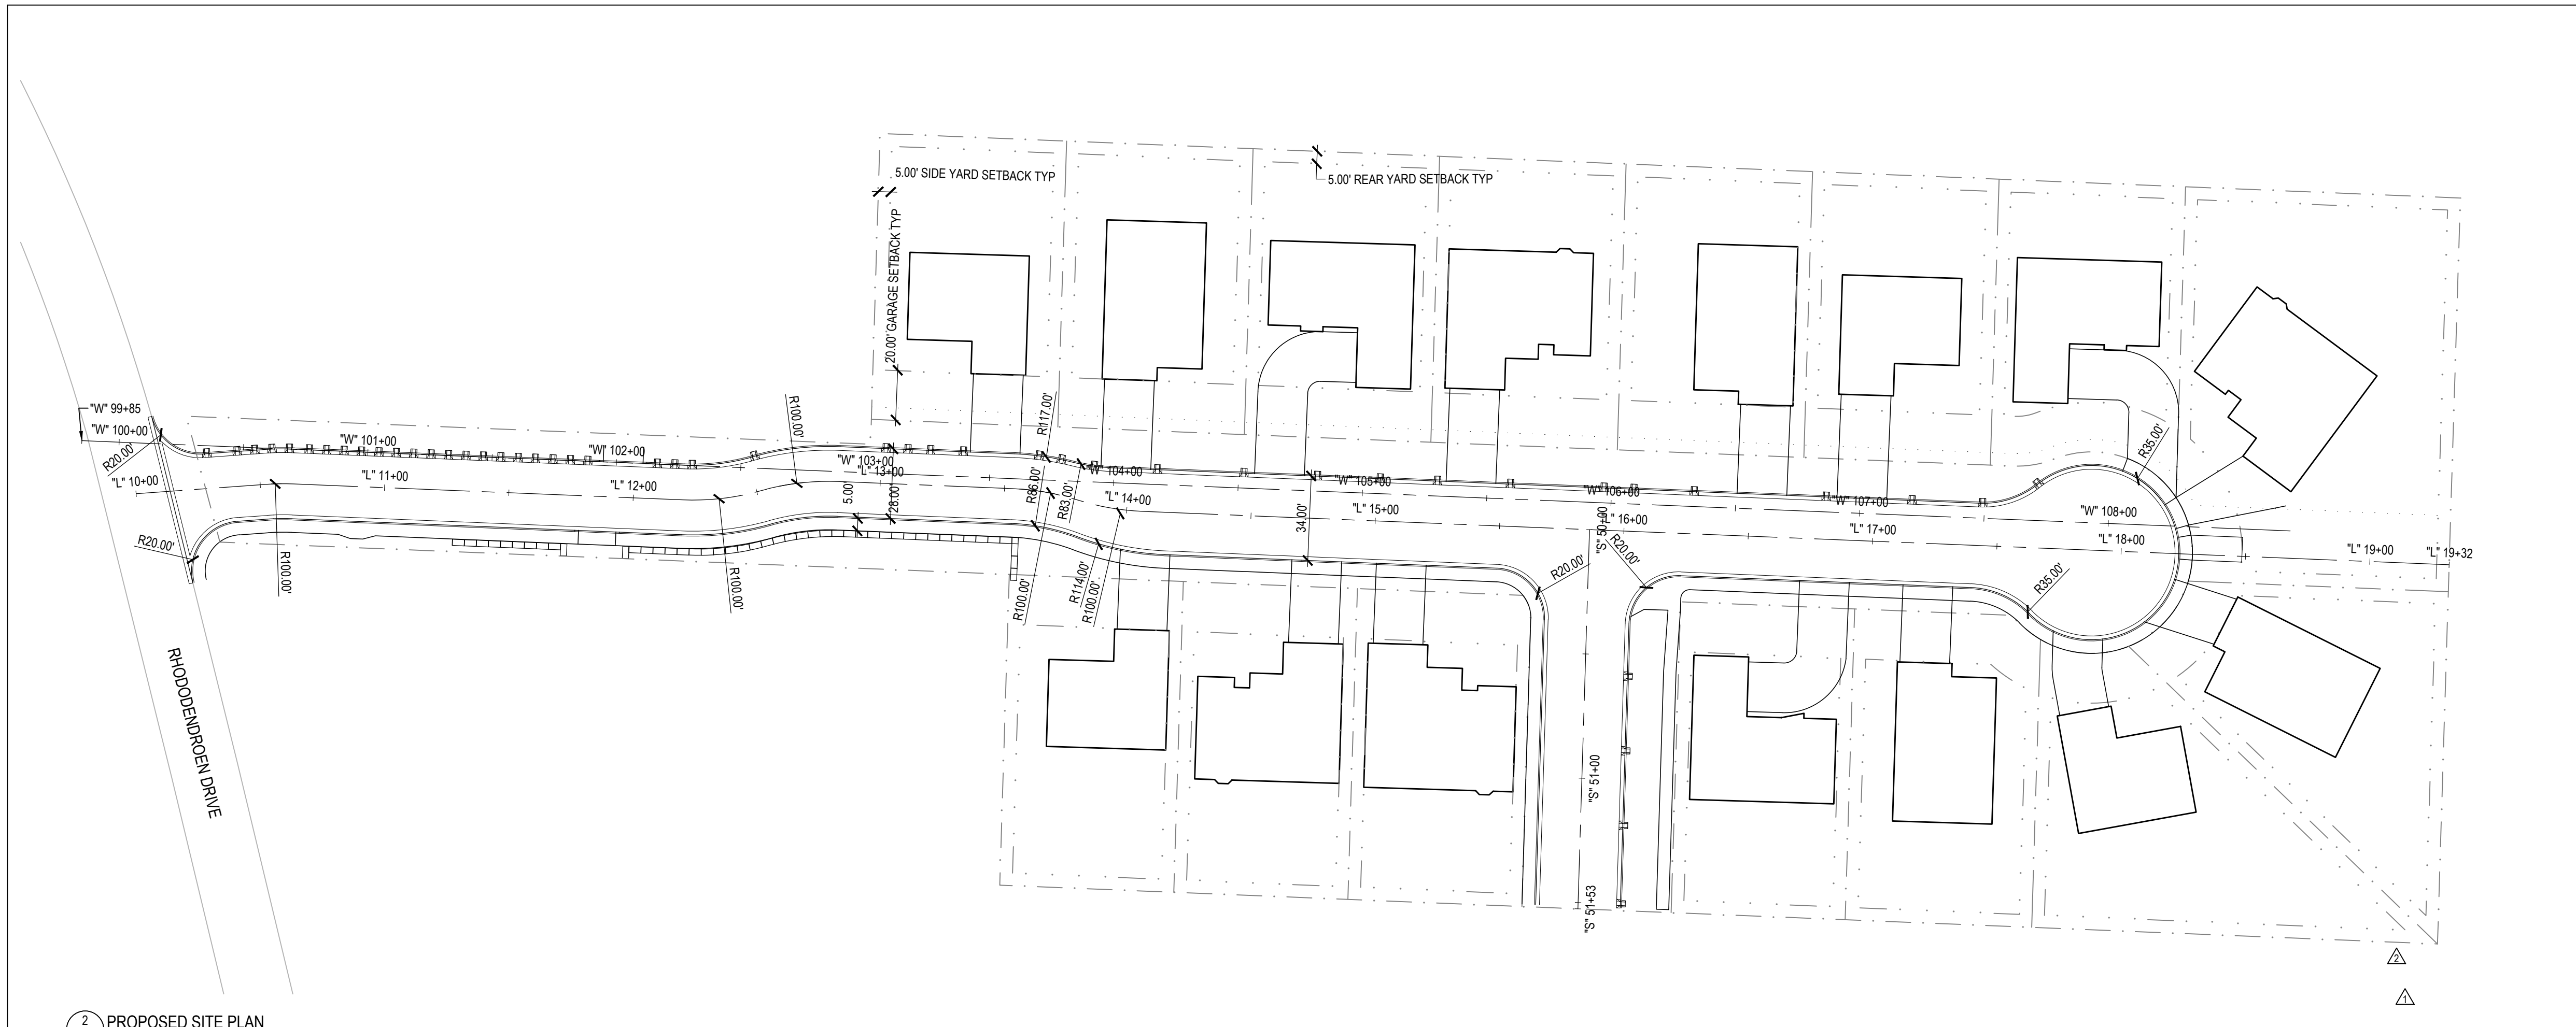 5.00' SIDE YARD SETBACK TYP
5.00' REAR YARD SETBACK TYP
20.00' GARAGE SETBACK TYP
"W" 99+85
"W" 100+00
"W" 101+00
"W" 102+00
"W" 103+00
"W" 104+00
"W" 105+00
"W" 106+00
"W" 107+00
"W" 108+00
"L" 10+00
"L" 11+00
"L" 12+00
"L" 13+00
"L" 14+00
"L" 15+00
"L" 16+00
"L" 17+00
"L" 18+00
"L" 19+00
"L" 19+32
R20.00'
R20.00'
R100.00'
R100.00'
R100.00'
5.00'
28.00'
R117.00'
R86.00'
R83.00'
R100.00'
R114.00'
R100.00'
34.00'
R20.00'
R20.00'
R35.00'
R35.00'
"S" 50+00
"S" 51+00
"S" 51+53
RHODODENDROEN DRIVE
2
1
2
PROPOSED SITE PLAN